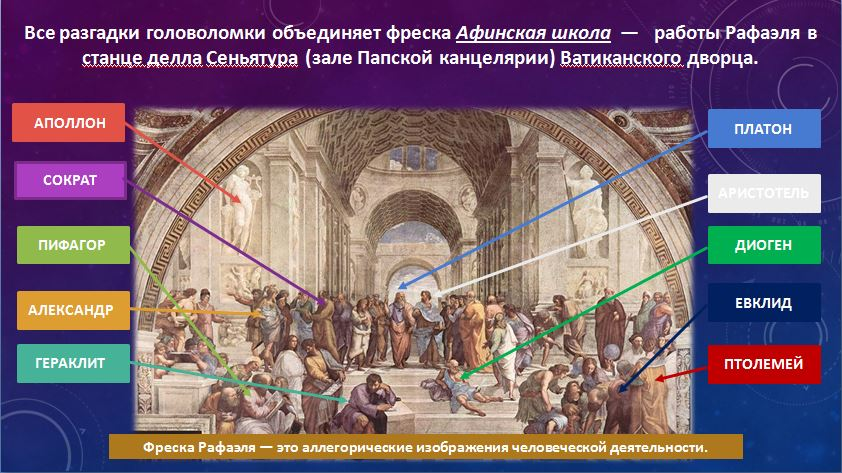 Все разгадки головоломки объединяет фреска Афинская школа — работы Рафаэля в
станце делла Сеньятура (зале Папской канцелярии) Ватиканского дворца.
АПОЛЛОН
СОКРАТ
ПИФАГОР
АЛЕКСАНДР
ГЕРАКЛИТ
ПЛАТОН
АРИСТОТЕЛЬ
ДИОГЕН
ЕВКЛИД
ПТОЛЕМЕЙ
Фреска Рафаэля — это аллегорические изображения человеческой деятельности.